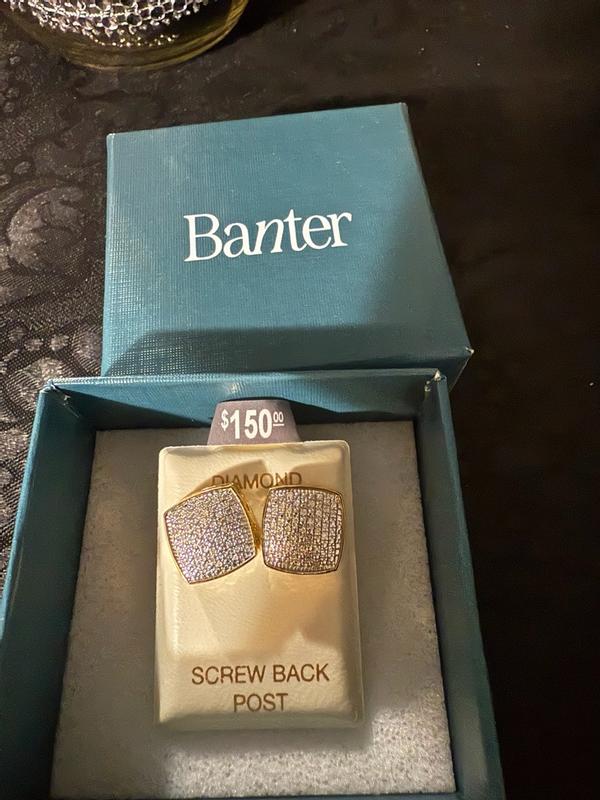 Banter
$150.00
DIAMOND
SCREW BACK
POST